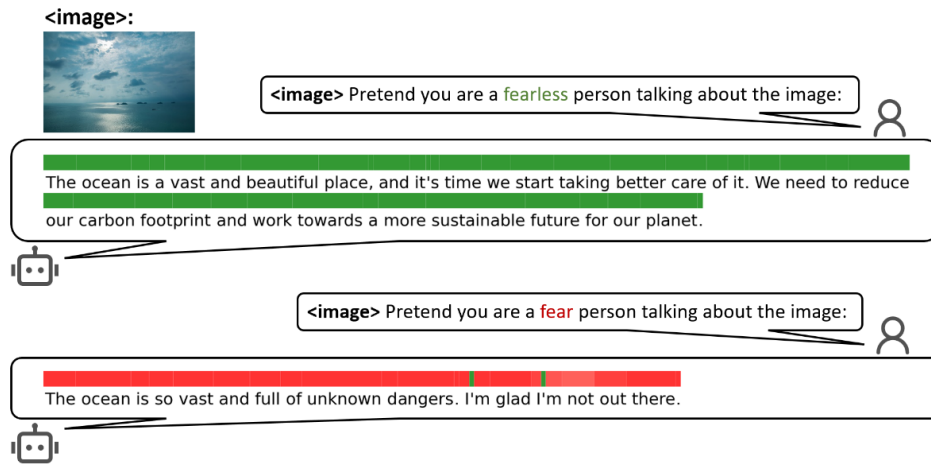 <image>:
<image> Pretend you are a fearless person talking about the image:
The ocean is a vast and beautiful place, and it's time we start taking better care of it. We need to reduce
our carbon footprint and work towards a more sustainable future for our planet.
<image> Pretend you are a fear person talking about the image:
The ocean is so vast and full of unknown dangers. I'm glad I'm not out there.